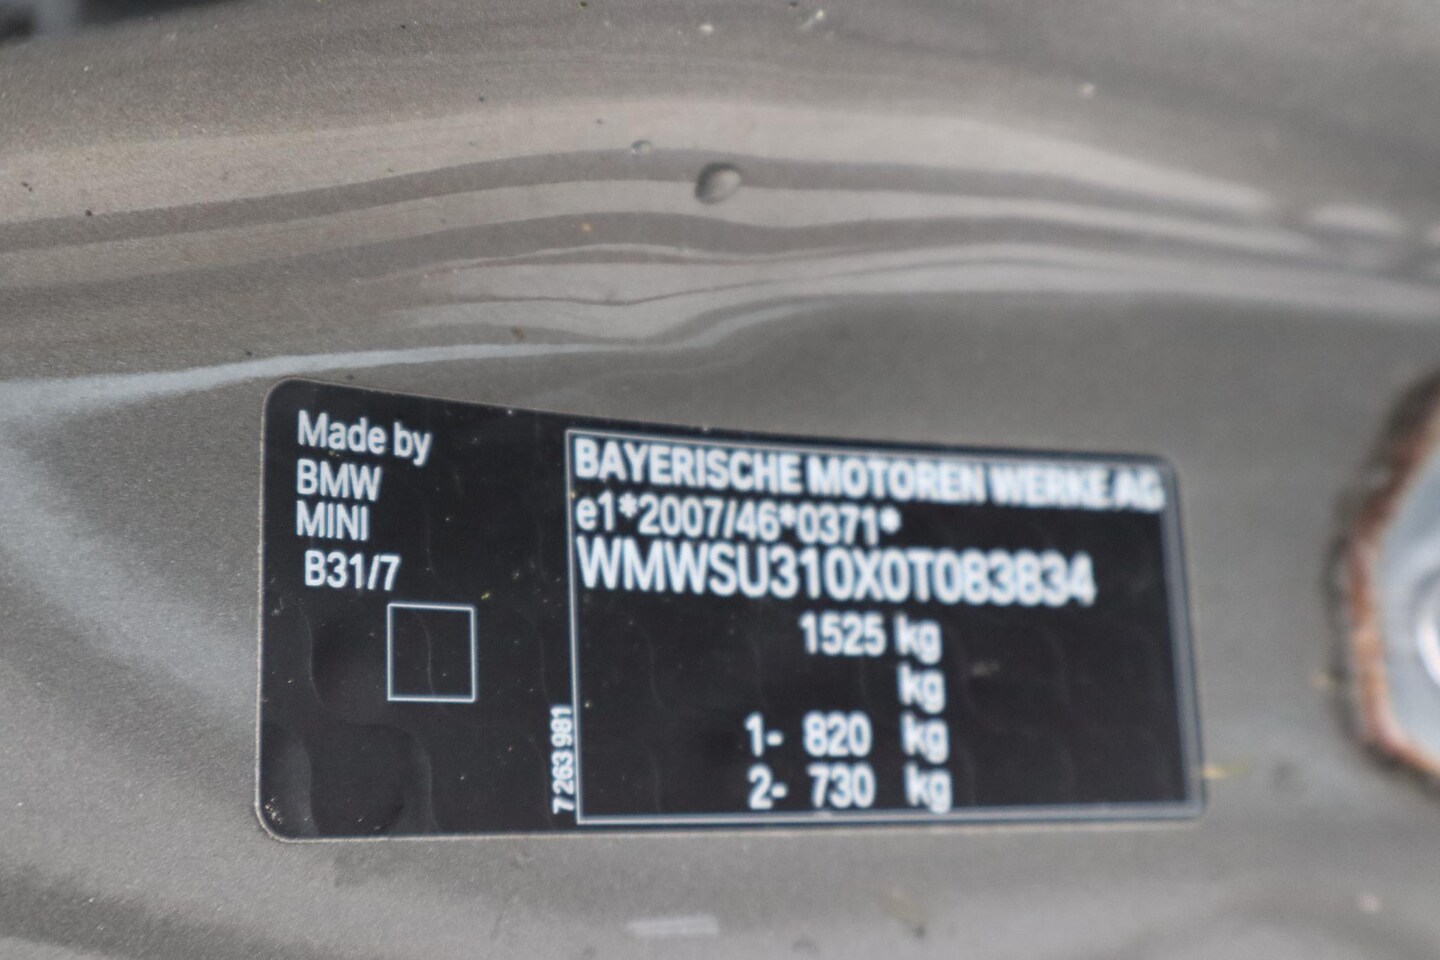 Made by
BMW
MINI
B31/7
7 263 981
BAYERISCHE MOTOREN WERKE AG
e1*2007/46*0371*
WMWSU310X0T083834
1525 kg
kg
1- 820 kg
2- 730 kg